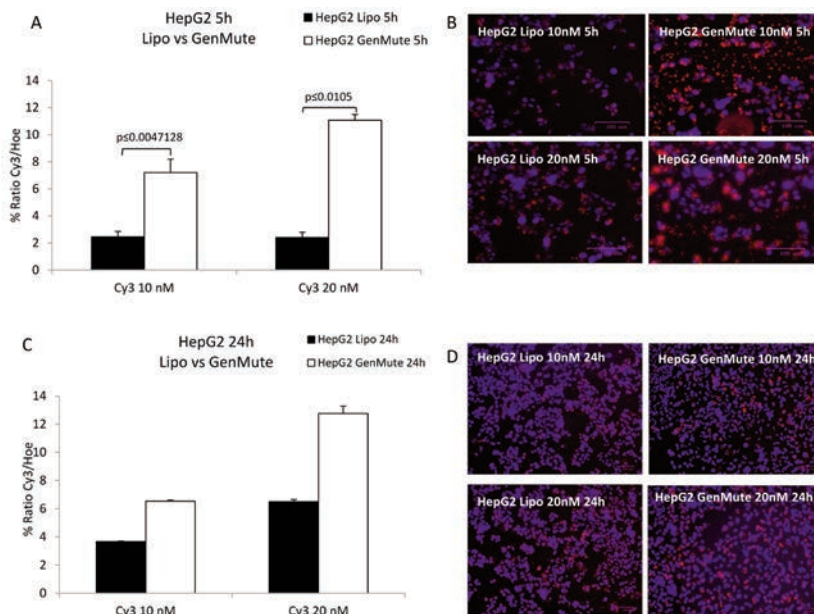 A
HepG2 5h
Lipo vs GenMute
HepG2 Lipo 5h
HepG2 GenMute 5h
% Ratio Cy3/Hoe
14
12
10
8
6
4
2
0
p≤0.0047128
p≤0.0105
Cy3 10 nM
Cy3 20 nM
B
HepG2 Lipo 10nM 5h
HepG2 GenMute 10nM 5h
HepG2 Lipo 20nM 5h
HepG2 GenMute 20nM 5h
C
HepG2 24h
Lipo vs GenMute
HepG2 Lipo 24h
HepG2 GenMute 24h
% Ratio Cy3/Hoe
14
12
10
8
6
4
2
0
Cy3 10 nM
Cy3 20 nM
D
HepG2 Lipo 10nM 24h
HepG2 GenMute 10nM 24h
HepG2 Lipo 20nM 24h
HepG2 GenMute 20nM 24h